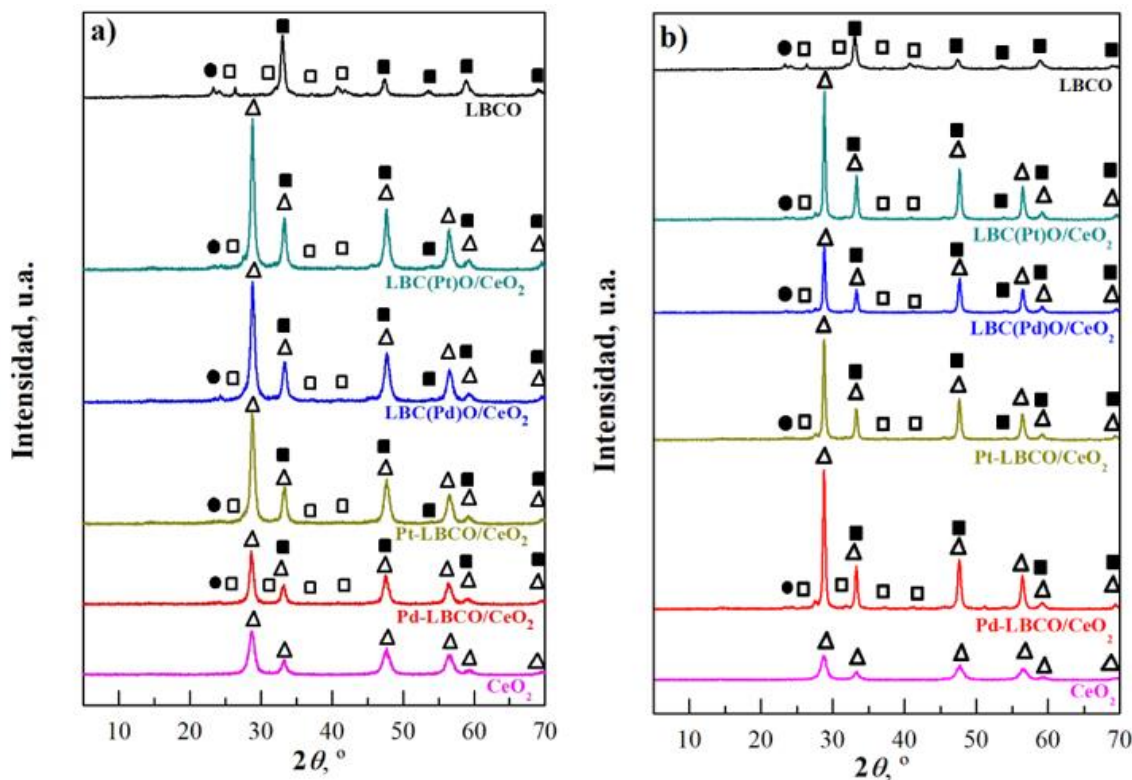 a)
LBCO
LBC(Pt)O/CeO2
LBC(Pd)O/CeO2
Pt-LBCO/CeO2
Pd-LBCO/CeO2
CeO2
Intensidad, u.a.
10 20 30 40 50 60 70
2θ, º
b)
LBCO
LBC(Pt)O/CeO2
LBC(Pd)O/CeO2
Pt-LBCO/CeO2
Pd-LBCO/CeO2
CeO2
Intensidad, u.a.
10 20 30 40 50 60 70
2θ, º